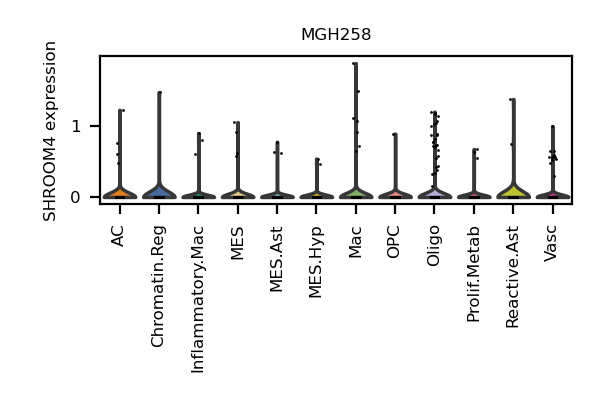 MGH258
SHROOM4 expression
1
0
AC
Chromatin.Reg
Inflammatory.Mac
MES
MES.Ast
MES.Hyp
Mac
OPC
Oligo
Prolif.Metab
Reactive.Ast
Vasc